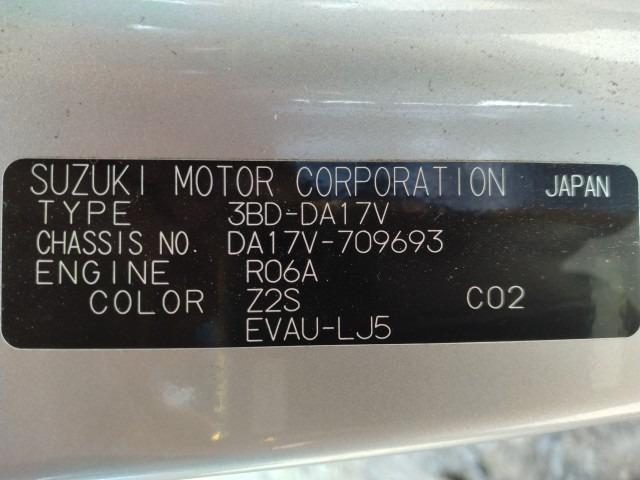 SUZUKI MOTOR CORPORATION JAPAN
TYPE 3BD-DA17V
CHASSIS NO. DA17V-709693
ENGINE R06A
COLOR Z2S C02
EVAU-LJ5